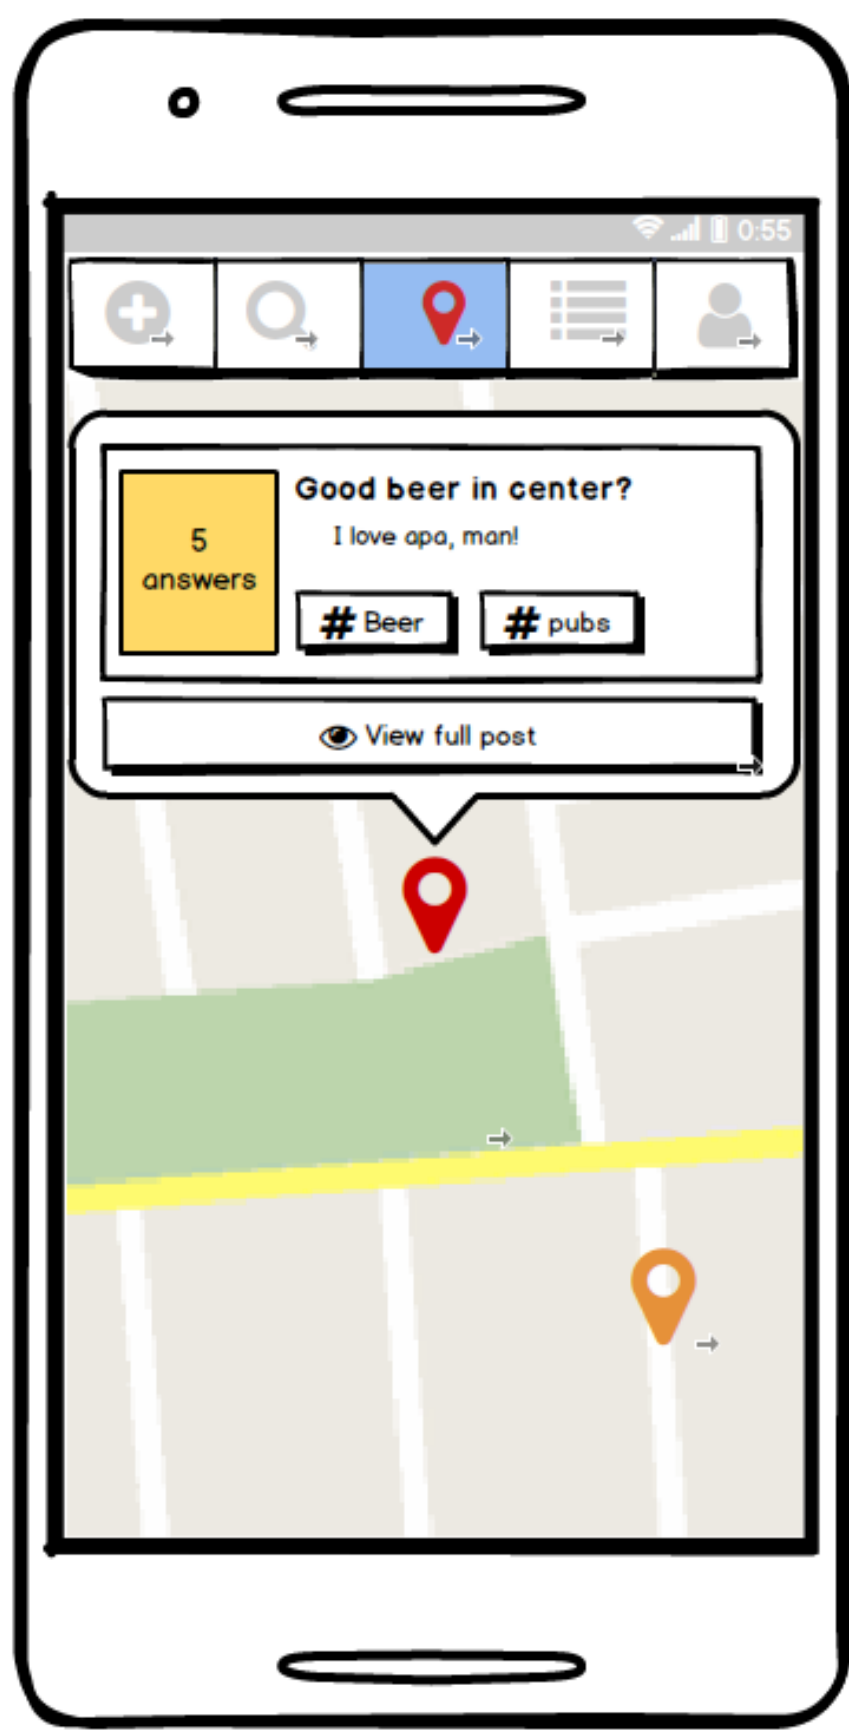 0:55
Good beer in center?
I love apa, man!
5
answers
# Beer
# pubs
View full post